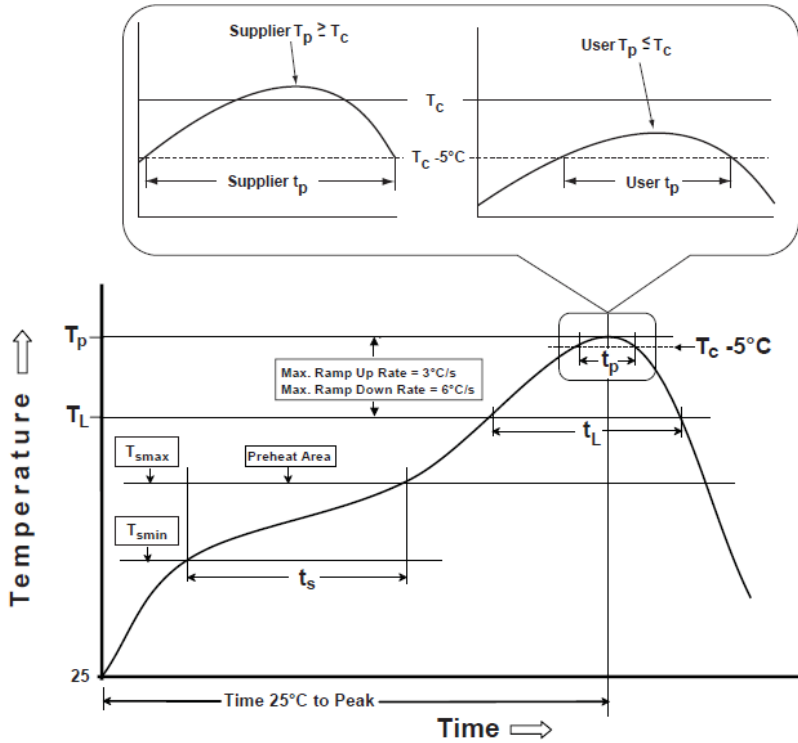 Supplier Tp ≥ Tc
User Tp ≤ Tc
Tc
Tc -5°C
Supplier tp
User tp
Tp
Tc -5°C
tp
Max. Ramp Up Rate = 3°C/s
Max. Ramp Down Rate = 6°C/s
TL
tL
Tsmax
Preheat Area
Tsmin
ts
Temperature
25
Time 25°C to Peak
Time